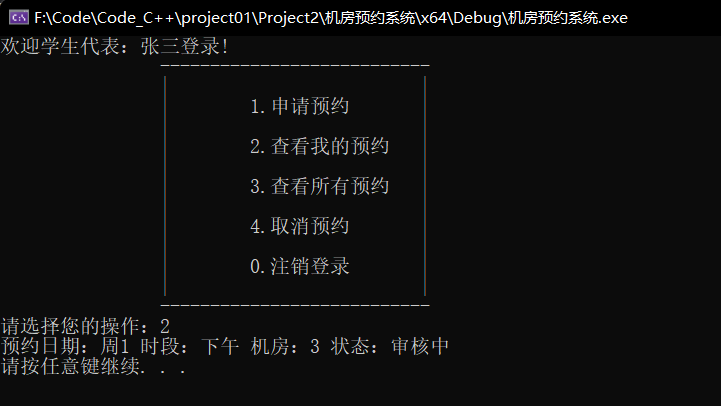 F:\Code\Code_C++\project01\Project2\机房预约系统\x64\Debug\机房预约系统.exe
欢迎学生代表：张三登录!
----------------------------
1.申请预约
2.查看我的预约
3.查看所有预约
4.取消预约
0.注销登录
----------------------------
请选择您的操作：2
预约日期：周1 时段：下午 机房：3 状态：审核中
请按任意键继续. . .